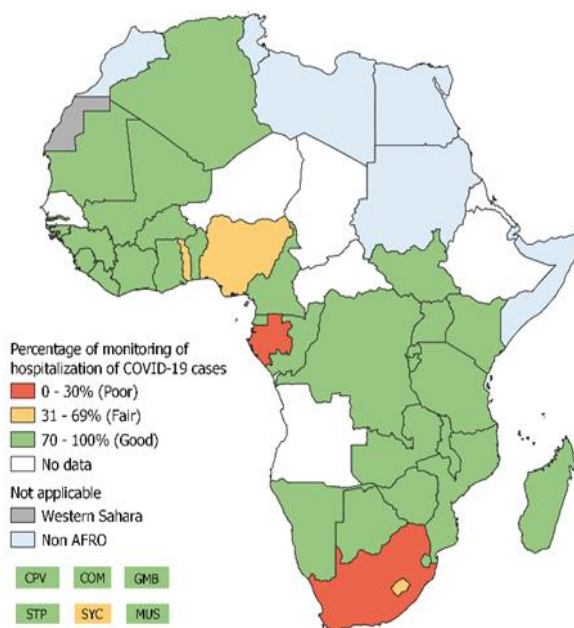 Percentage of monitoring of
hospitalization of COVID-19 cases
0 - 30% (Poor)
31 - 69% (Fair)
70 - 100% (Good)
No data
Not applicable
Western Sahara
Non AFRO
CPV COM GMB
STP SYC MUS